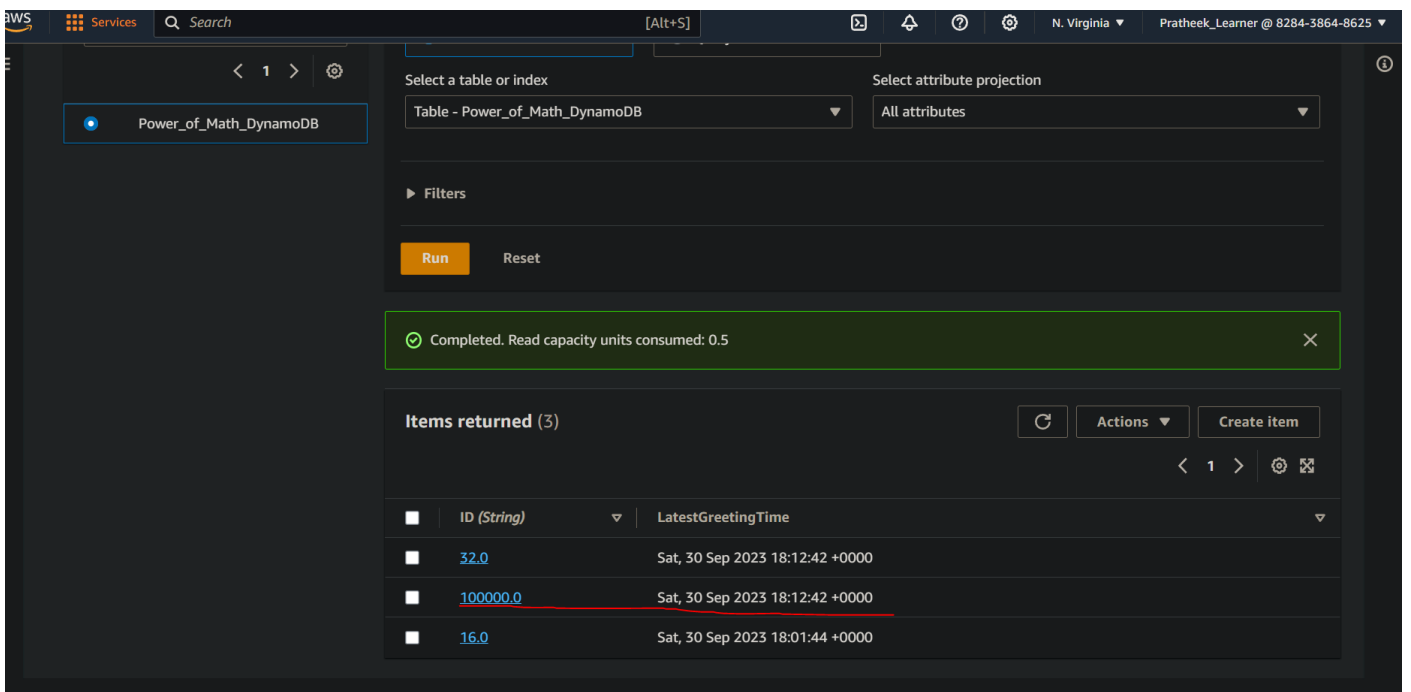 aws Services Search [Alt+S] N. Virginia ▼ Pratheek_Learner @ 8284-3864-8625 ▼
< 1 >
Power_of_Math_DynamoDB
Select a table or index Select attribute projection
Table - Power_of_Math_DynamoDB All attributes
Filters
Run Reset
Completed. Read capacity units consumed: 0.5
Items returned (3) Actions Create item
< 1 >
ID (String) LatestGreetingTime
32.0 Sat, 30 Sep 2023 18:12:42 +0000
100000.0 Sat, 30 Sep 2023 18:12:42 +0000
16.0 Sat, 30 Sep 2023 18:01:44 +0000